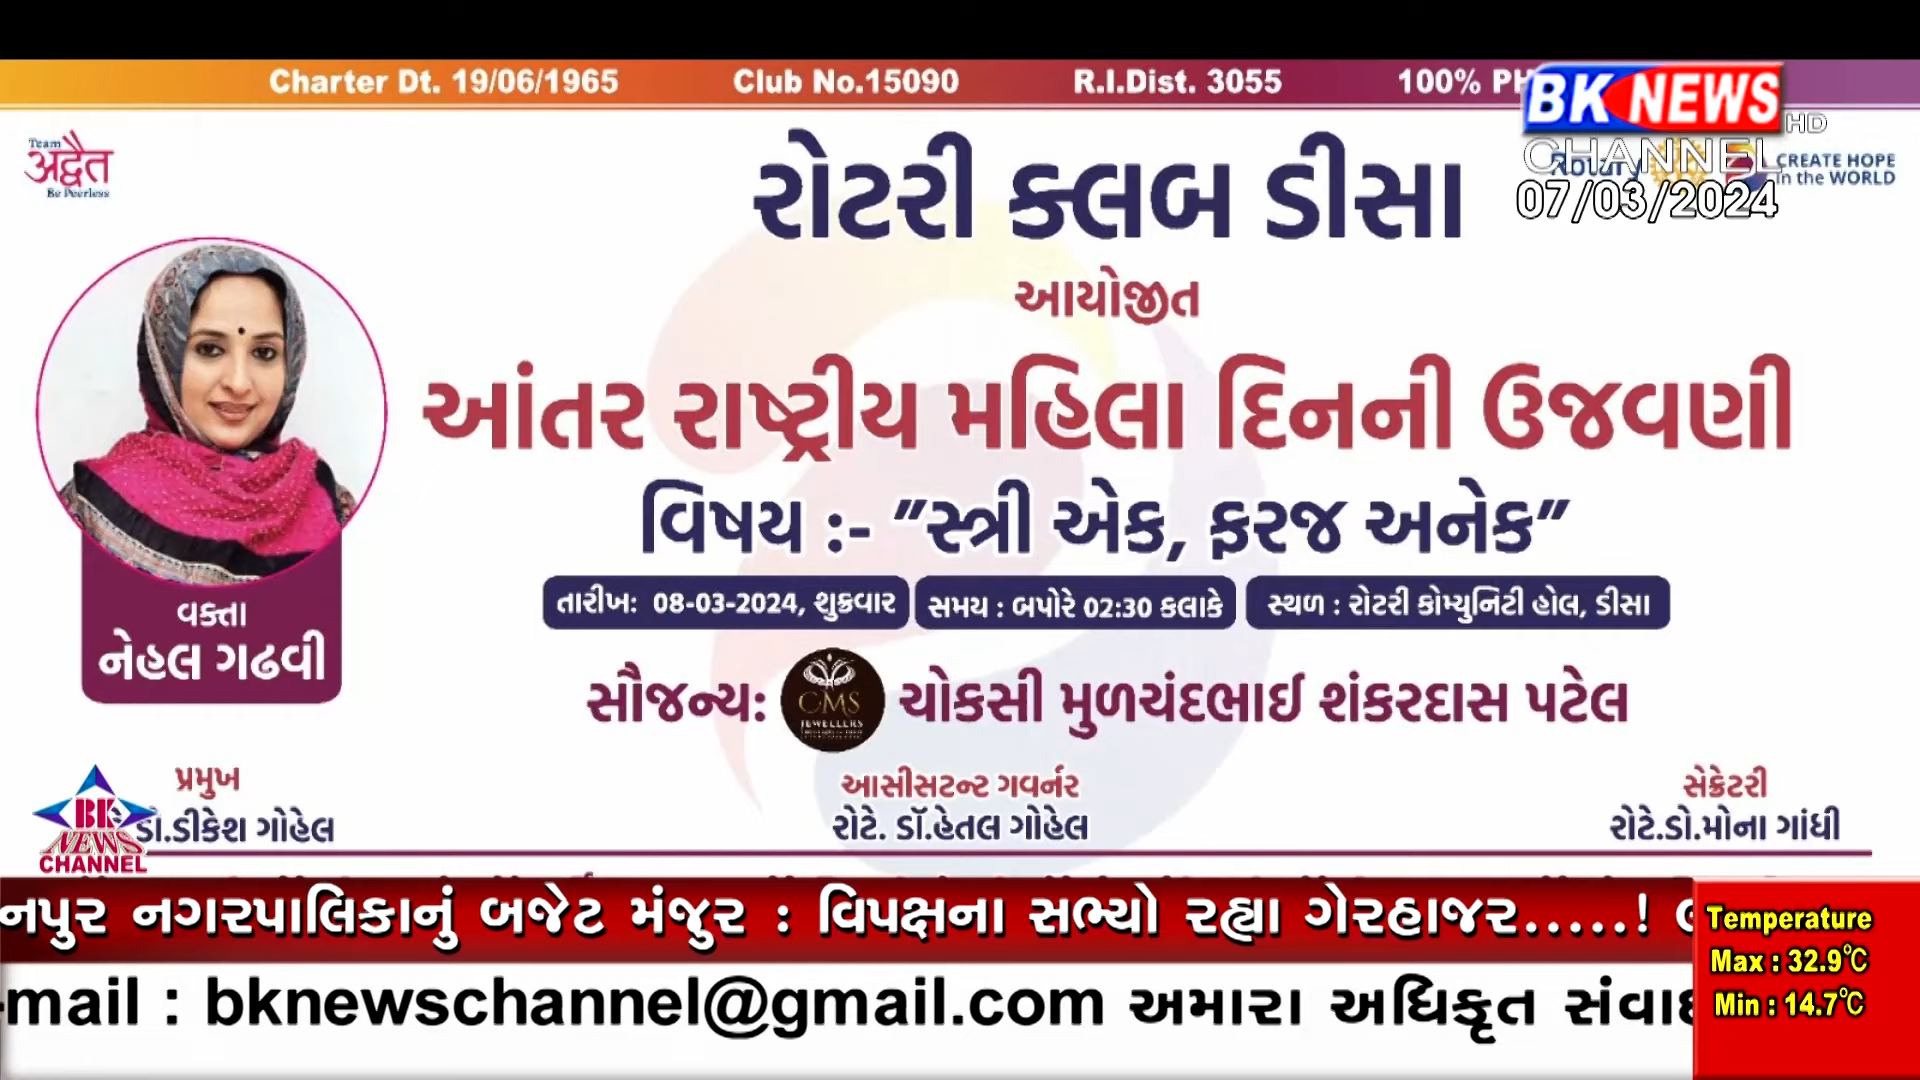 Charter Dt. 19/06/1965 Club No.15090 R.I.Dist. 3055 100% PH
BK NEWS
CHANNEL HD
07/03/2024
Team
अद्वैत
Be Peerless
Rotary
CREATE HOPE
in the WORLD
રોટરી ક્લબ ડીસા
આયોજીત
આંતર રાષ્ટ્રીય મહિલા દિનની ઉજવણી
વિષય :- "સ્ત્રી એક, ફરજ અનેક"
તારીખ: 08-03-2024, શુક્રવાર સમય : બપોરે 02:30 કલાકે સ્થળ : રોટરી કોમ્યુનિટી હોલ, ડીસા
વક્તા
નેહલ ગઢવી
સૌજન્ય: CMS JEWELLERS ચોકસી મુળચંદભાઈ શંકરદાસ પટેલ
પ્રમુખ
ડો.ડીકેશ ગોહેલ
આસીસટન્ટ ગવર્નર
રોટે. ડૉ.હેતલ ગોહેલ
સેક્રેટરી
રોટે.ડો.મોના ગાંધી
BK
NEWS
CHANNEL
નપુર નગરપાલિકાનું બજેટ મંજુર : વિપક્ષના સભ્યો રહ્યા ગેરહાજર.....!
-mail : bknewschannel@gmail.com અમારા અધિકૃત સંવાદ
Temperature
Max : 32.9℃
Min : 14.7℃